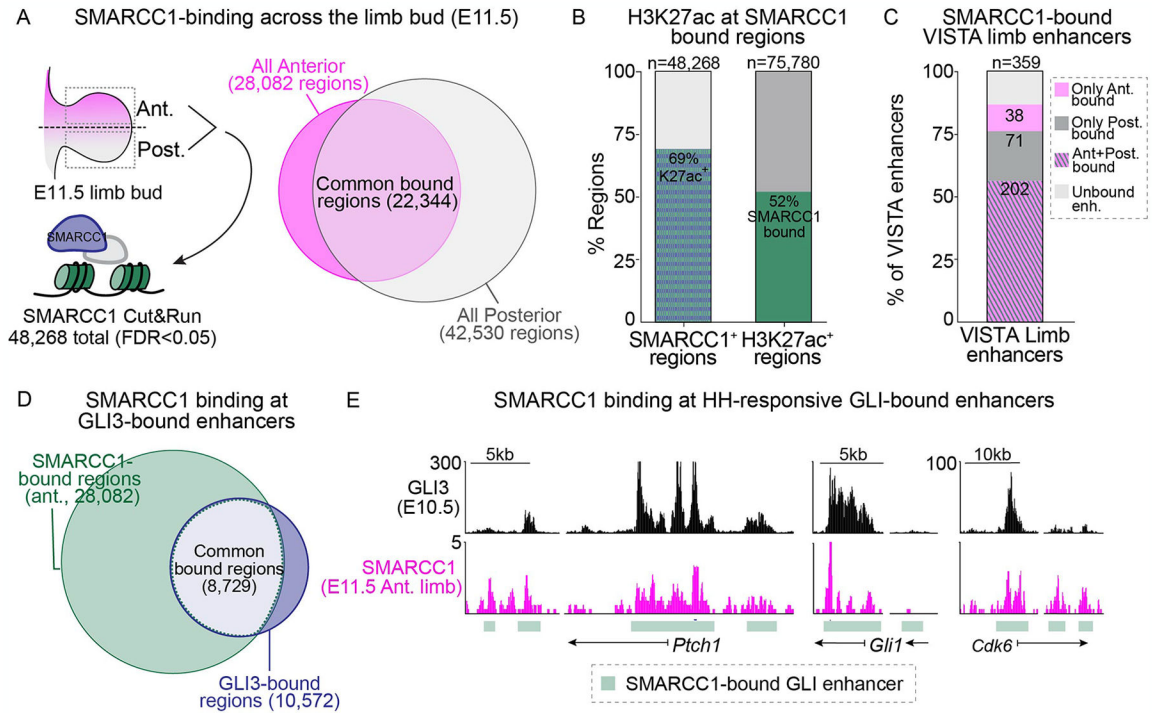 A SMARCC1-binding across the limb bud (E11.5)
Ant.
Post.
E11.5 limb bud
SMARCC1
SMARCC1 Cut&Run
48,268 total (FDR<0.05)
All Anterior
(28,082 regions)
Common bound
regions (22,344)
All Posterior
(42,530 regions)
B H3K27ac at SMARCC1
bound regions
n=48,268 n=75,780
% Regions
100
75
50
25
0
69%
K27ac+
52%
SMARCC1
bound
SMARCC1+
regions
H3K27ac+
regions
C SMARCC1-bound
VISTA limb enhancers
n=359
% of VISTA enhancers
100
75
50
25
0
38
71
202
VISTA Limb
enhancers
Only Ant.
bound
Only Post.
bound
Ant+Post.
bound
Unbound
enh.
D SMARCC1 binding at
GLI3-bound enhancers
SMARCC1-
bound regions
(ant., 28,082)
Common
bound regions
(8,729)
GLI3-bound
regions (10,572)
E SMARCC1 binding at HH-responsive GLI-bound enhancers
5kb 5kb 10kb
300 100
GLI3
(E10.5)
5
SMARCC1
(E11.5 Ant. limb)
Ptch1 Gli1 Cdk6
SMARCC1-bound GLI enhancer